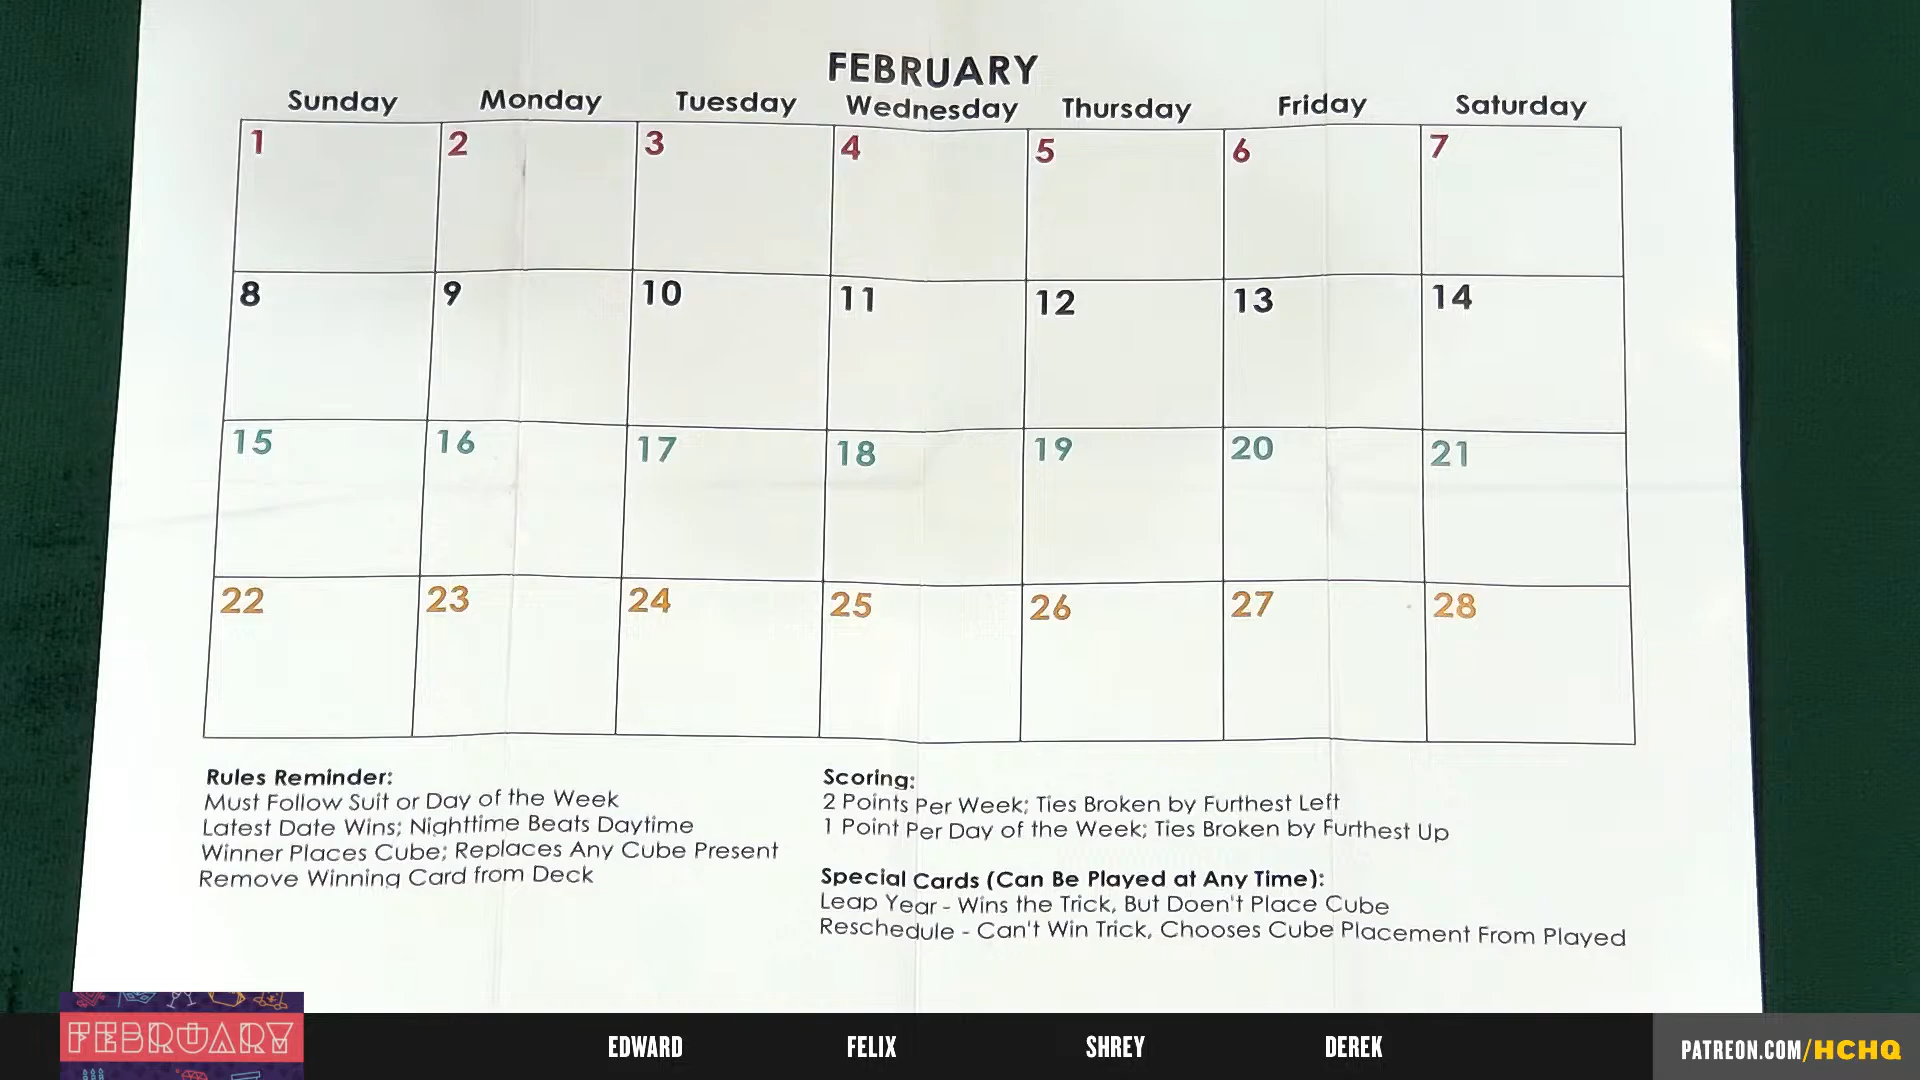 FEBRUARY
Sunday Monday Tuesday Wednesday Thursday Friday Saturday
1 2 3 4 5 6 7
8 9 10 11 12 13 14
15 16 17 18 19 20 21
22 23 24 25 26 27 28
Rules Reminder:
Must Follow Suit or Day of the Week
Latest Date Wins; Nighttime Beats Daytime
Winner Places Cube; Replaces Any Cube Present
Remove Winning Card from Deck
Scoring:
2 Points Per Week; Ties Broken by Furthest Left
1 Point Per Day of the Week; Ties Broken by Furthest Up
Special Cards (Can Be Played at Any Time):
Leap Year - Wins the Trick, But Doen't Place Cube
Reschedule - Can't Win Trick, Chooses Cube Placement From Played
FEBRUARY
EDWARD FELIX SHREY DEREK
PATREON.COM/HCHQ